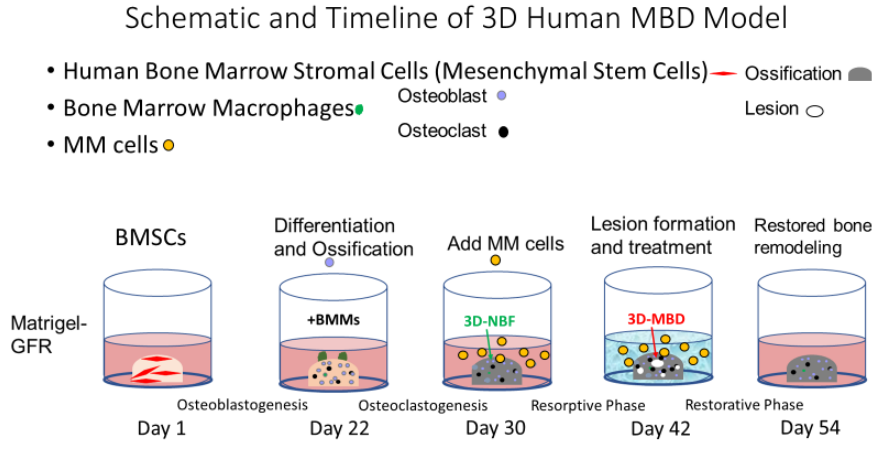 Schematic and Timeline of 3D Human MBD Model
• Human Bone Marrow Stromal Cells (Mesenchymal Stem Cells)
Ossification
• Bone Marrow Macrophages
Osteoblast
Lesion
Osteoclast
• MM cells
BMSCs
Differentiation
and Ossification
Add MM cells
Lesion formation
and treatment
Restored bone
remodeling
Matrigel-
GFR
+BMMs
3D-NBF
3D-MBD
Osteoblastogenesis
Osteoclastogenesis
Resorptive Phase
Restorative Phase
Day 1
Day 22
Day 30
Day 42
Day 54